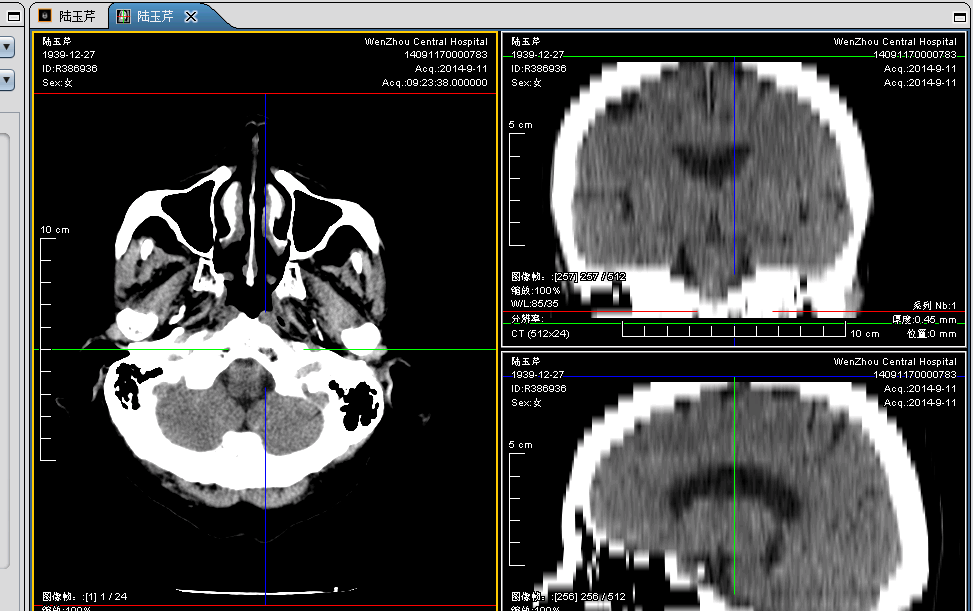 陆玉芹
陆玉芹
陆玉芹
1939-12-27
ID:R386936
Sex:女
WenZhou Central Hospital
14091170000783
Acq.:2014-9-11
Acq.:09:23:38.000000
10 cm
图像帧: :[1] 1 / 24
缩放:100%
陆玉芹
1939-12-27
ID:R386936
Sex:女
WenZhou Central Hospital
14091170000783
Acq.:2014-9-11
Acq.:2014-9-11
5 cm
图像帧: :[257] 257 / 512
缩放:100%
W/L:85/35
分辨率:
CT (512x24)
10 cm
系列 Nb:1
厚度:0.45 mm
位置:0 mm
陆玉芹
1939-12-27
ID:R386936
Sex:女
WenZhou Central Hospital
14091170000783
Acq.:2014-9-11
Acq.:2014-9-11
5 cm
图像帧: :[256] 256 / 512
缩放:100%